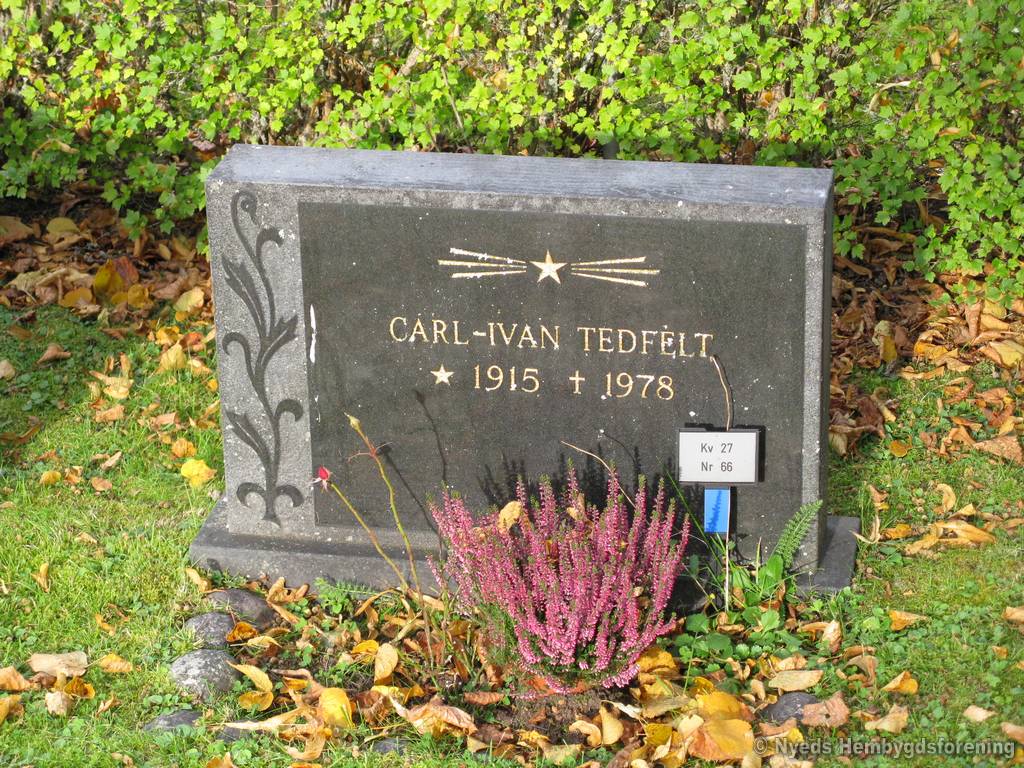 CARL-IVAN TEDFELT
★ 1915 ✝ 1978
Kv 27
Nr 66
© Nyeds Hembygdsforening